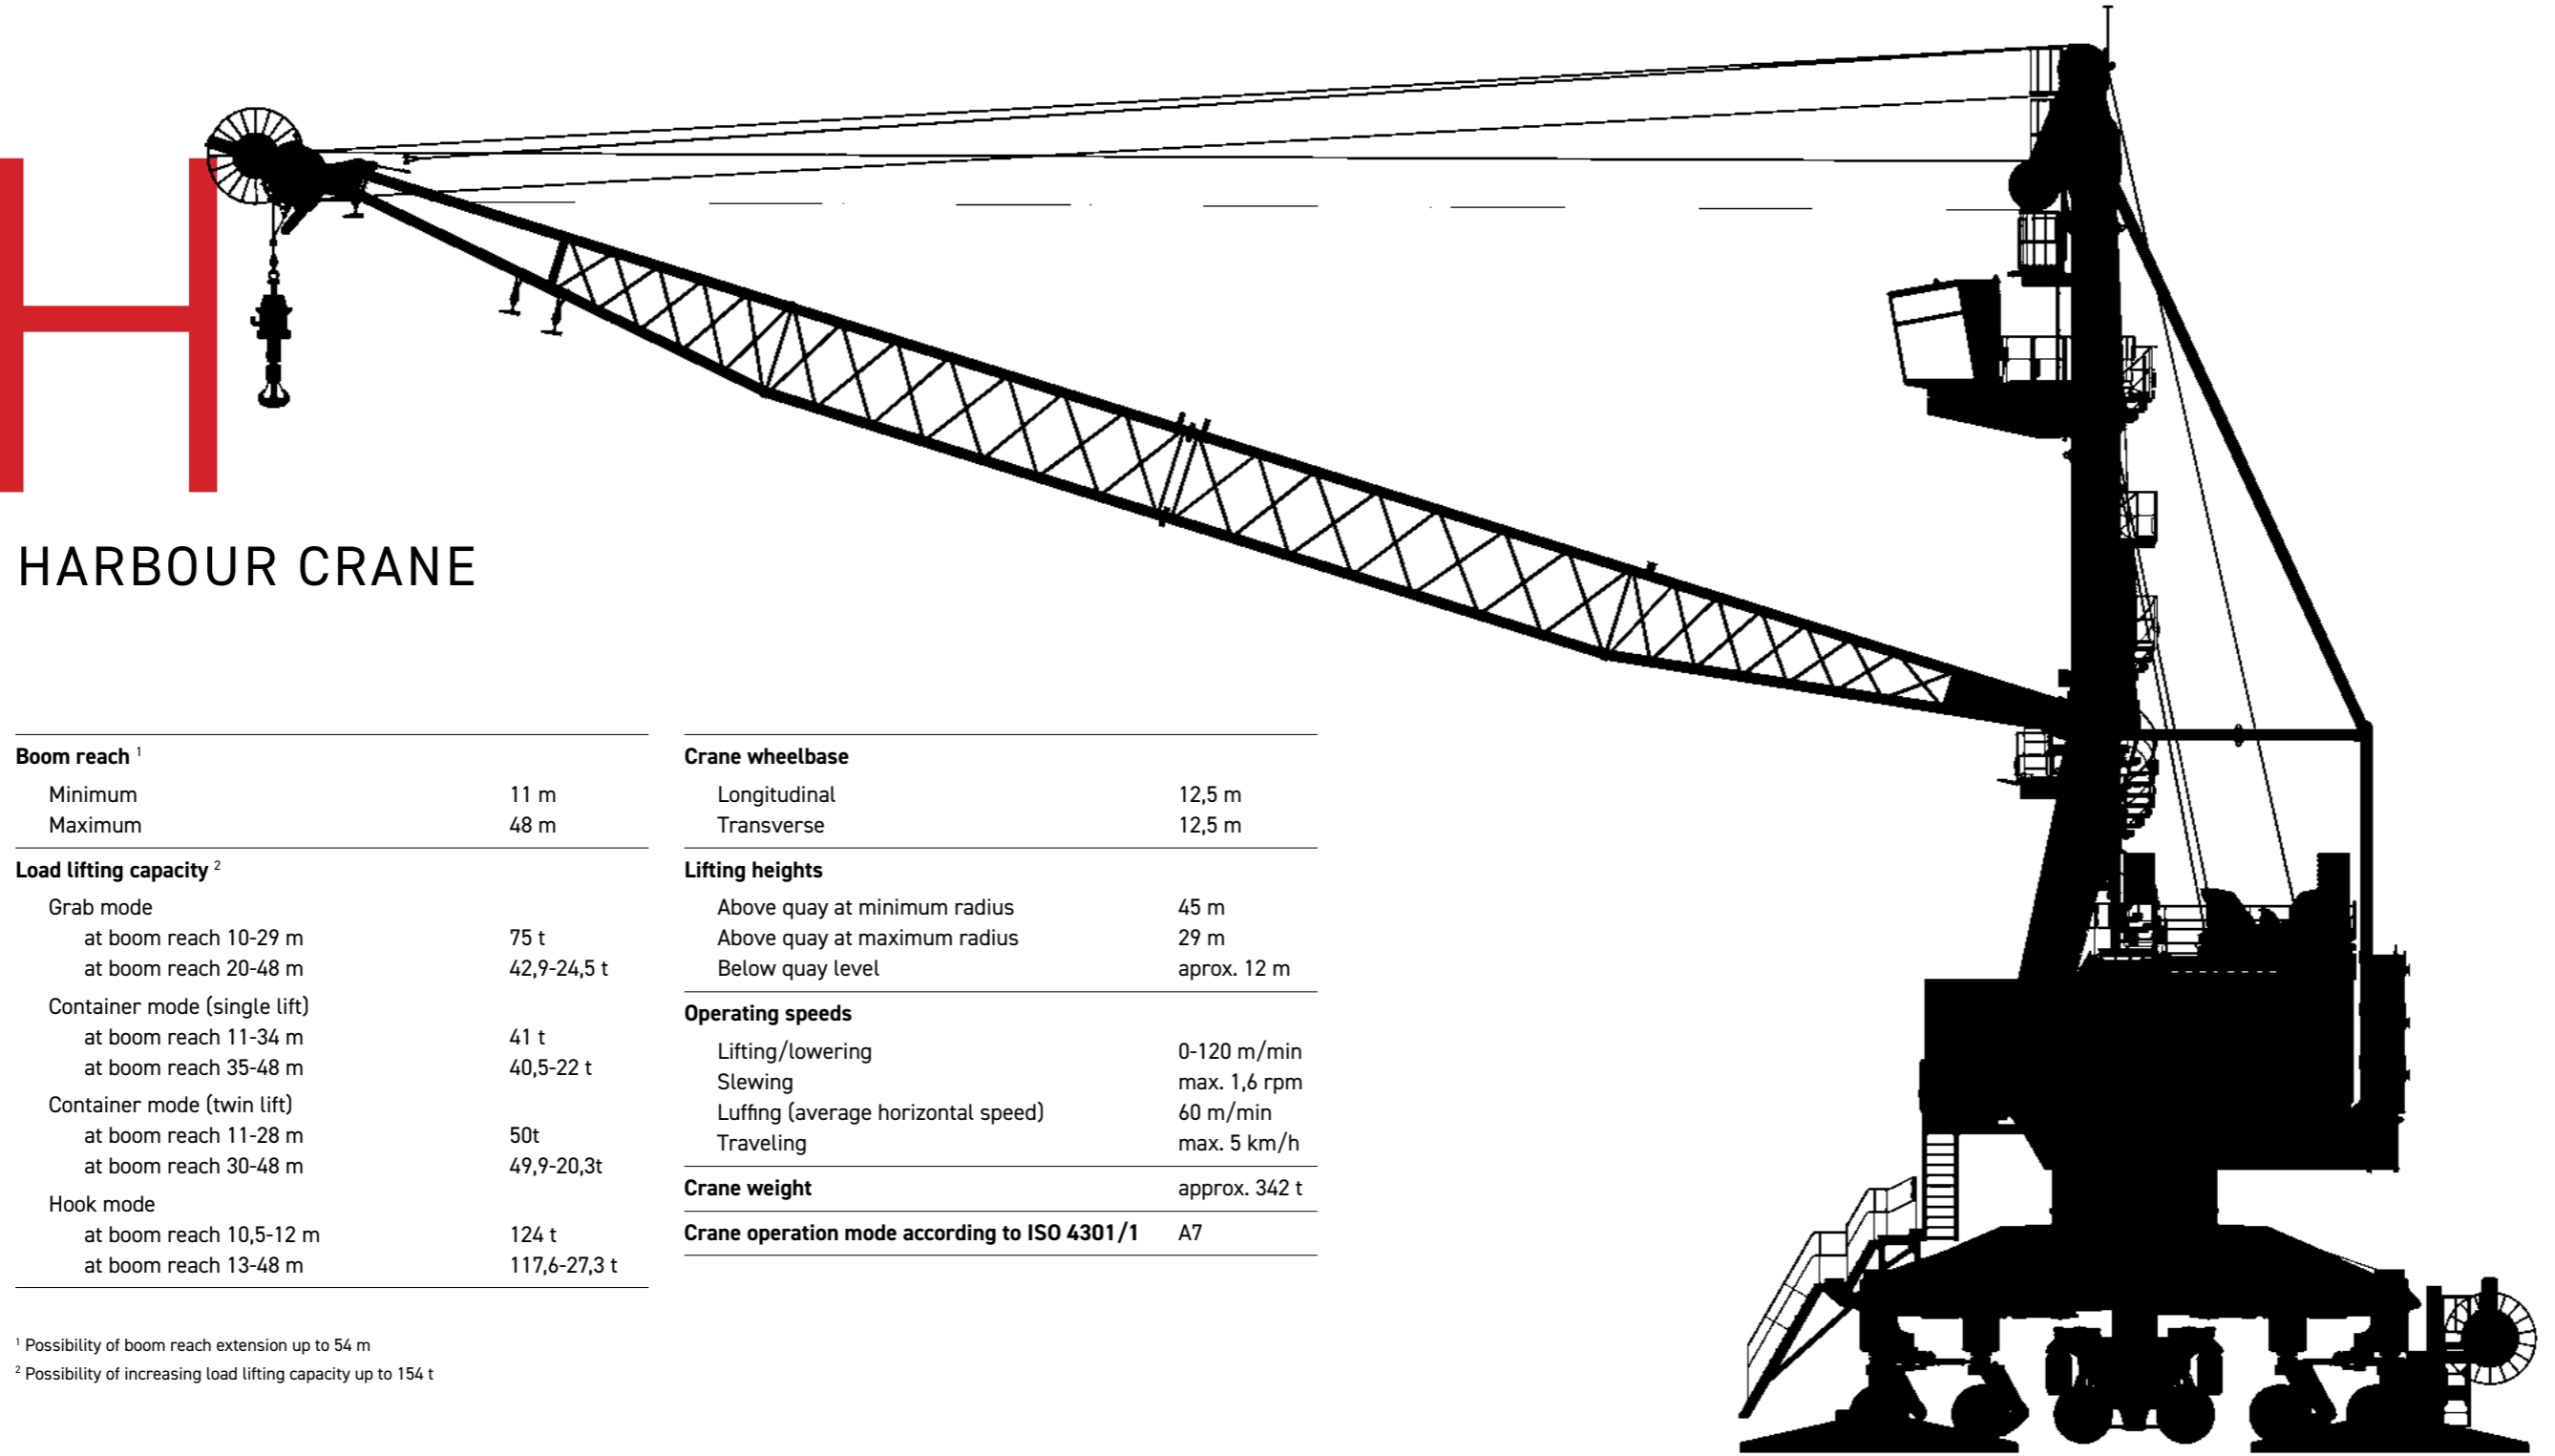 H
HARBOUR CRANE
Boom reach ¹
Minimum 11 m
Maximum 48 m
Load lifting capacity ²
Grab mode
at boom reach 10-29 m 75 t
at boom reach 20-48 m 42,9-24,5 t
Container mode (single lift)
at boom reach 11-34 m 41 t
at boom reach 35-48 m 40,5-22 t
Container mode (twin lift)
at boom reach 11-28 m 50t
at boom reach 30-48 m 49,9-20,3t
Hook mode
at boom reach 10,5-12 m 124 t
at boom reach 13-48 m 117,6-27,3 t
Crane wheelbase
Longitudinal 12,5 m
Transverse 12,5 m
Lifting heights
Above quay at minimum radius 45 m
Above quay at maximum radius 29 m
Below quay level aprox. 12 m
Operating speeds
Lifting/lowering 0-120 m/min
Slewing max. 1,6 rpm
Luffing (average horizontal speed) 60 m/min
Traveling max. 5 km/h
Crane weight approx. 342 t
Crane operation mode according to ISO 4301/1 A7
¹ Possibility of boom reach extension up to 54 m
² Possibility of increasing load lifting capacity up to 154 t